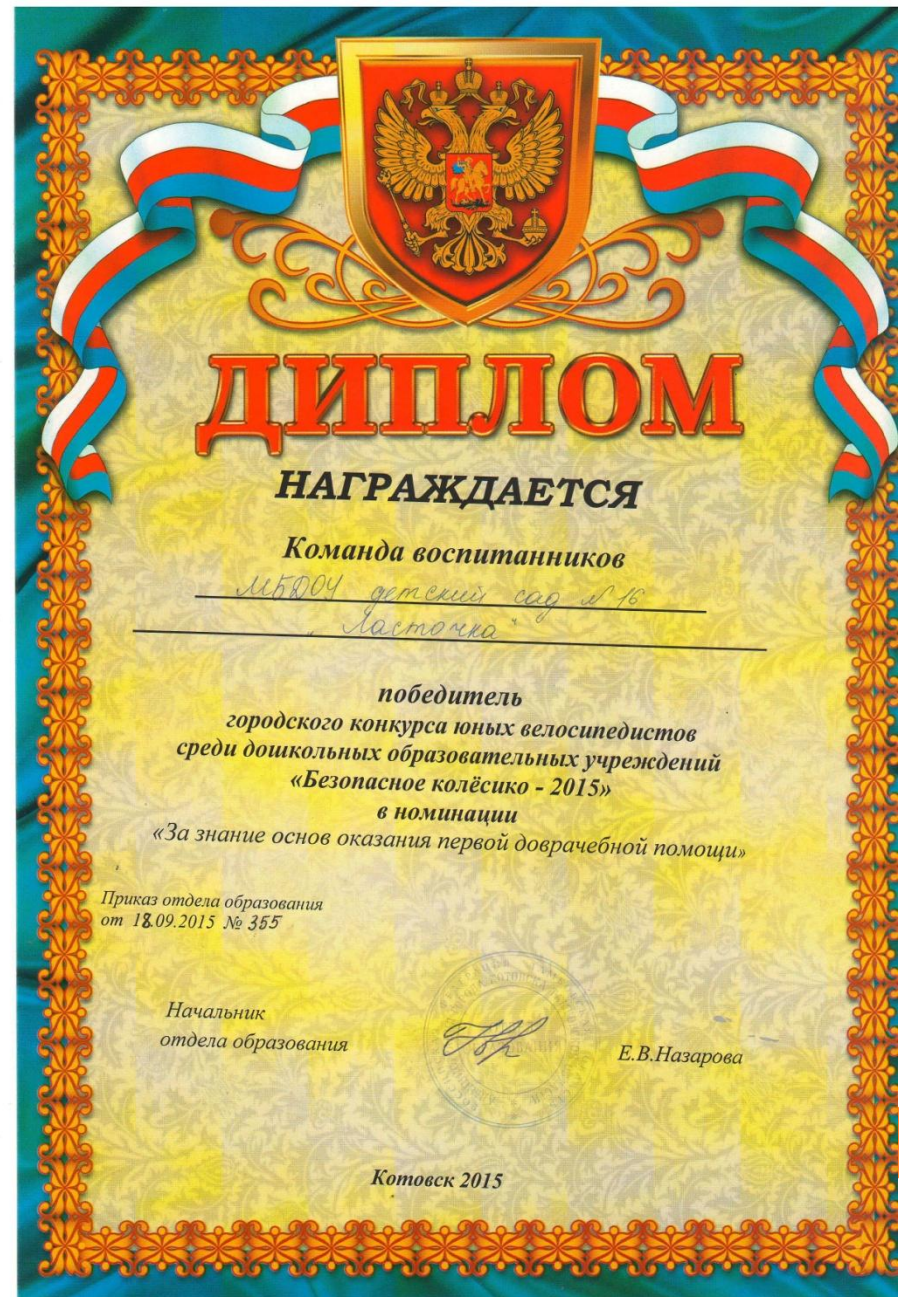 ДИПЛОМ
НАГРАЖДАЕТСЯ
Команда воспитанников
МБДОУ детский сад № 16
„Ласточка"
победитель
городского конкурса юных велосипедистов
среди дошкольных образовательных учреждений
«Безопасное колёсико - 2015»
в номинации
«За знание основ оказания первой доврачебной помощи»
Приказ отдела образования
от 18.09.2015 № 355
Начальник
отдела образования
Е.В.Назарова
Котовск 2015